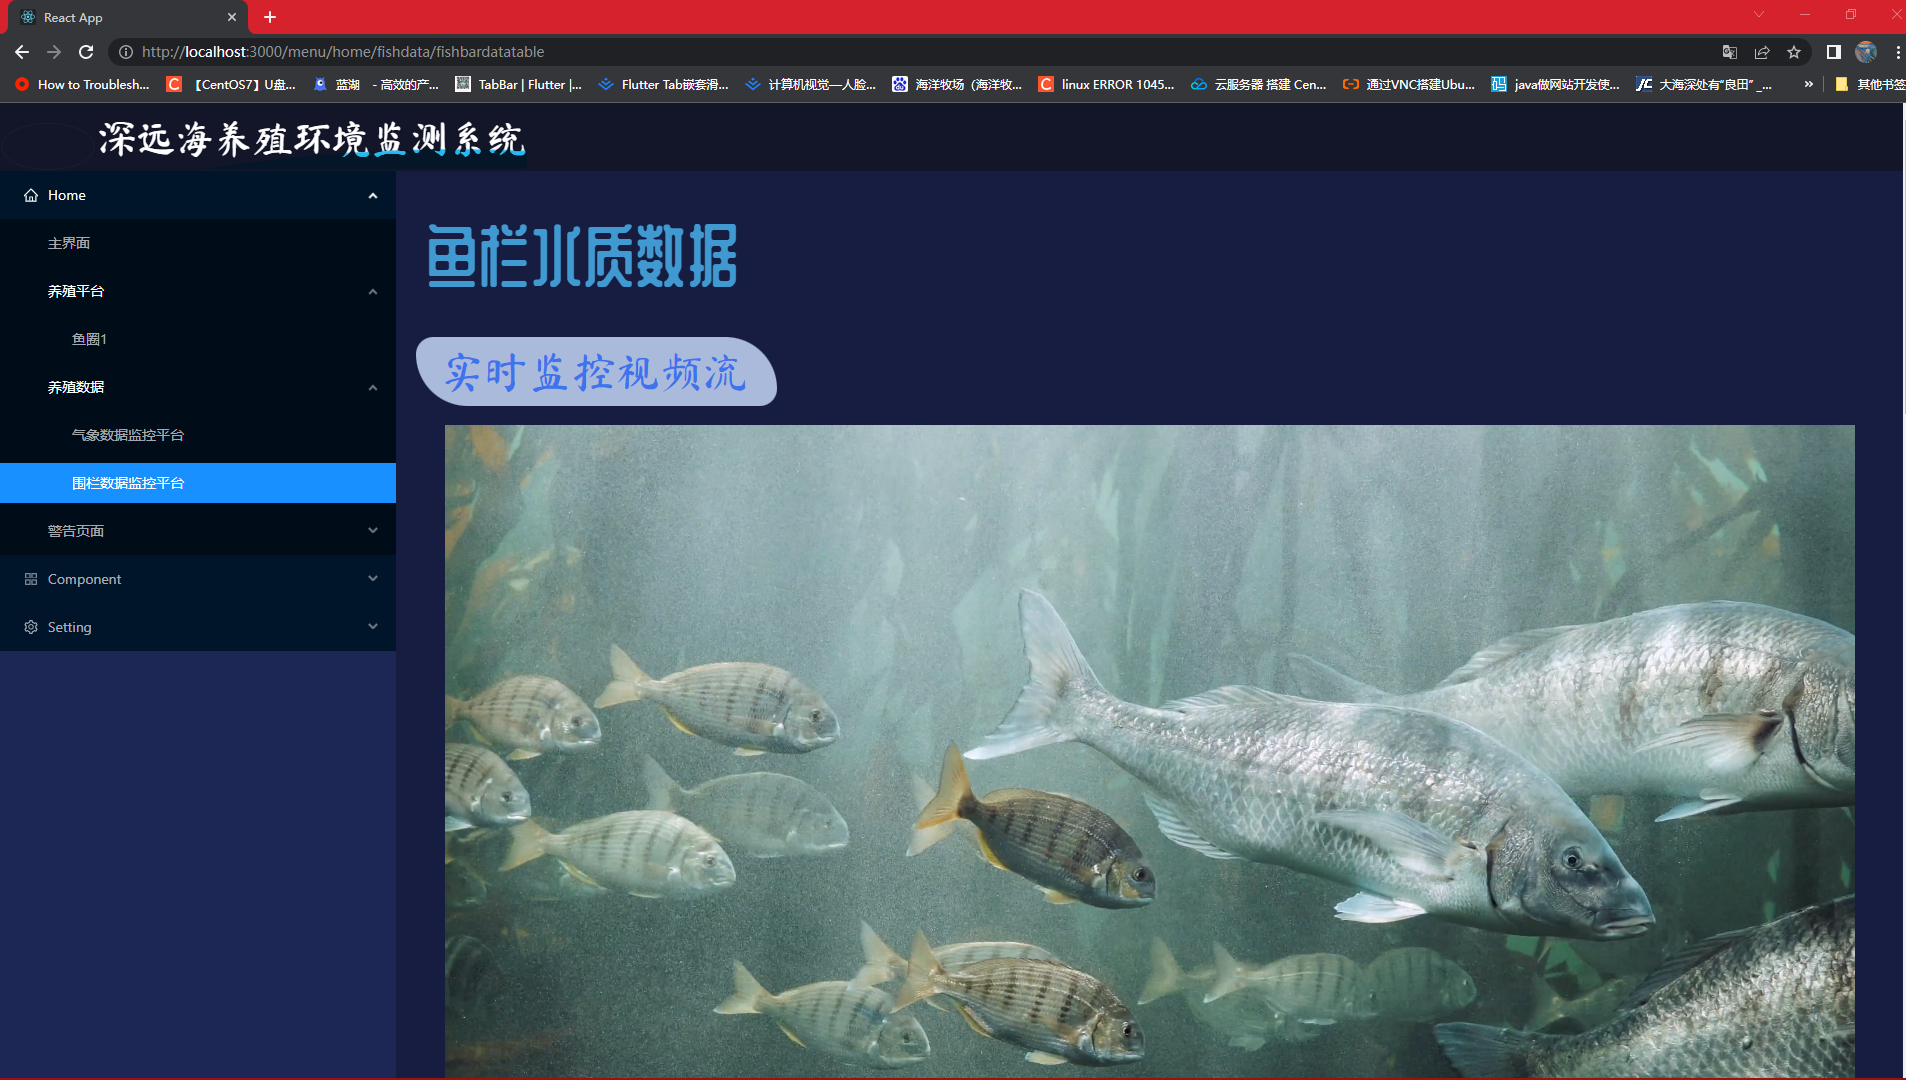 React App
http://localhost:3000/menu/home/fishdata/fishbardatatable
How to Troublesh... 【CentOS7】U盘... 蓝湖 - 高效的产... TabBar | Flutter |... Flutter Tab嵌套滑... 计算机视觉—人脸... 海洋牧场（海洋牧... linux ERROR 1045... 云服务器 搭建 Cen... 通过VNC搭建Ubu... java做网站开发使... 大海深处有“良田” _... » 其他书签
深远海养殖环境监测系统
Home
主界面
养殖平台
鱼圈1
养殖数据
气象数据监控平台
围栏数据监控平台
警告页面
Component
Setting
鱼栏水质数据
实时监控视频流